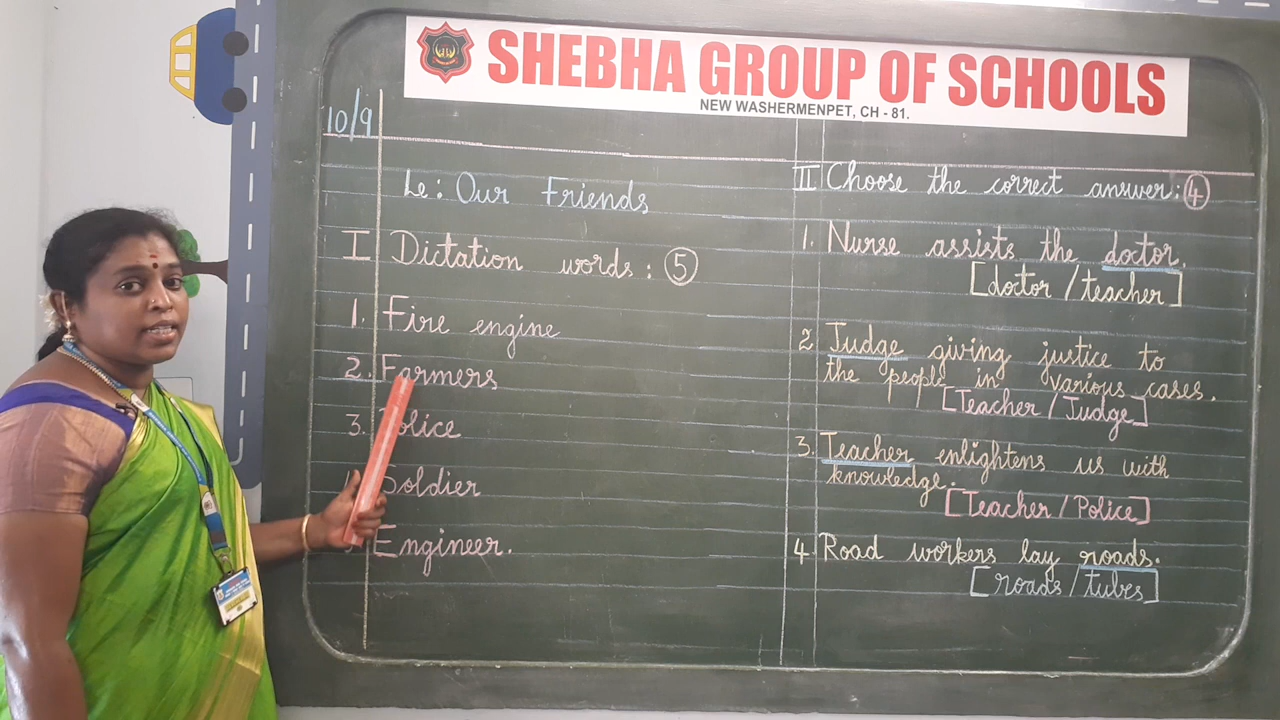 SHEBHA GROUP OF SCHOOLS
NEW WASHERMENPET, CH - 81.
10/9
Le: Our Friends
I Dictation words: 5
1. Fire engine
2. Farmers
3. Police
Soldier
Engineer.
II Choose the correct answer: 4
1. Nurse assists the doctor.
[doctor / teacher]
2 Judge giving justice to
the people in various cases.
[Teacher / Judge]
3. Teacher enlightens us with
knowledge.
[Teacher / Police]
4. Road workers lay roads.
[roads / tubes]